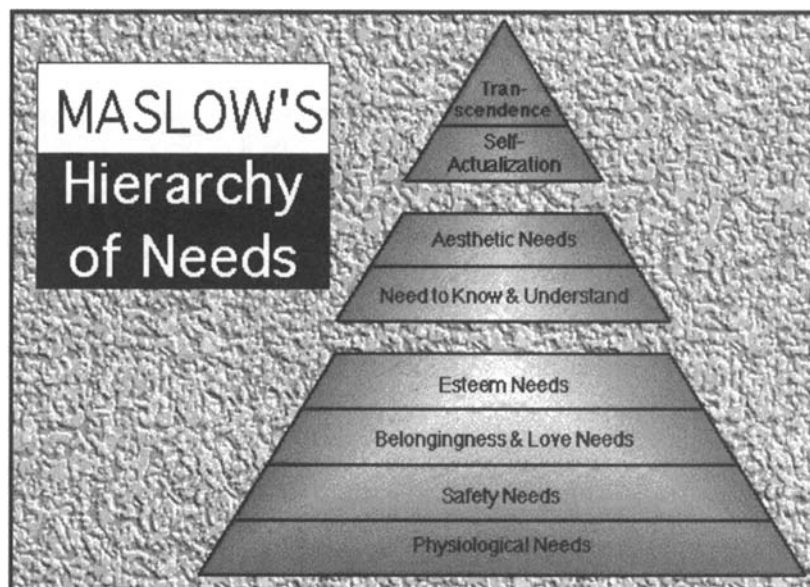 MASLOW'S
Hierarchy
of Needs
Tran-
scendence
Self-
Actualization
Aesthetic Needs
Need to Know & Understand
Esteem Needs
Belongingness & Love Needs
Safety Needs
Physiological Needs